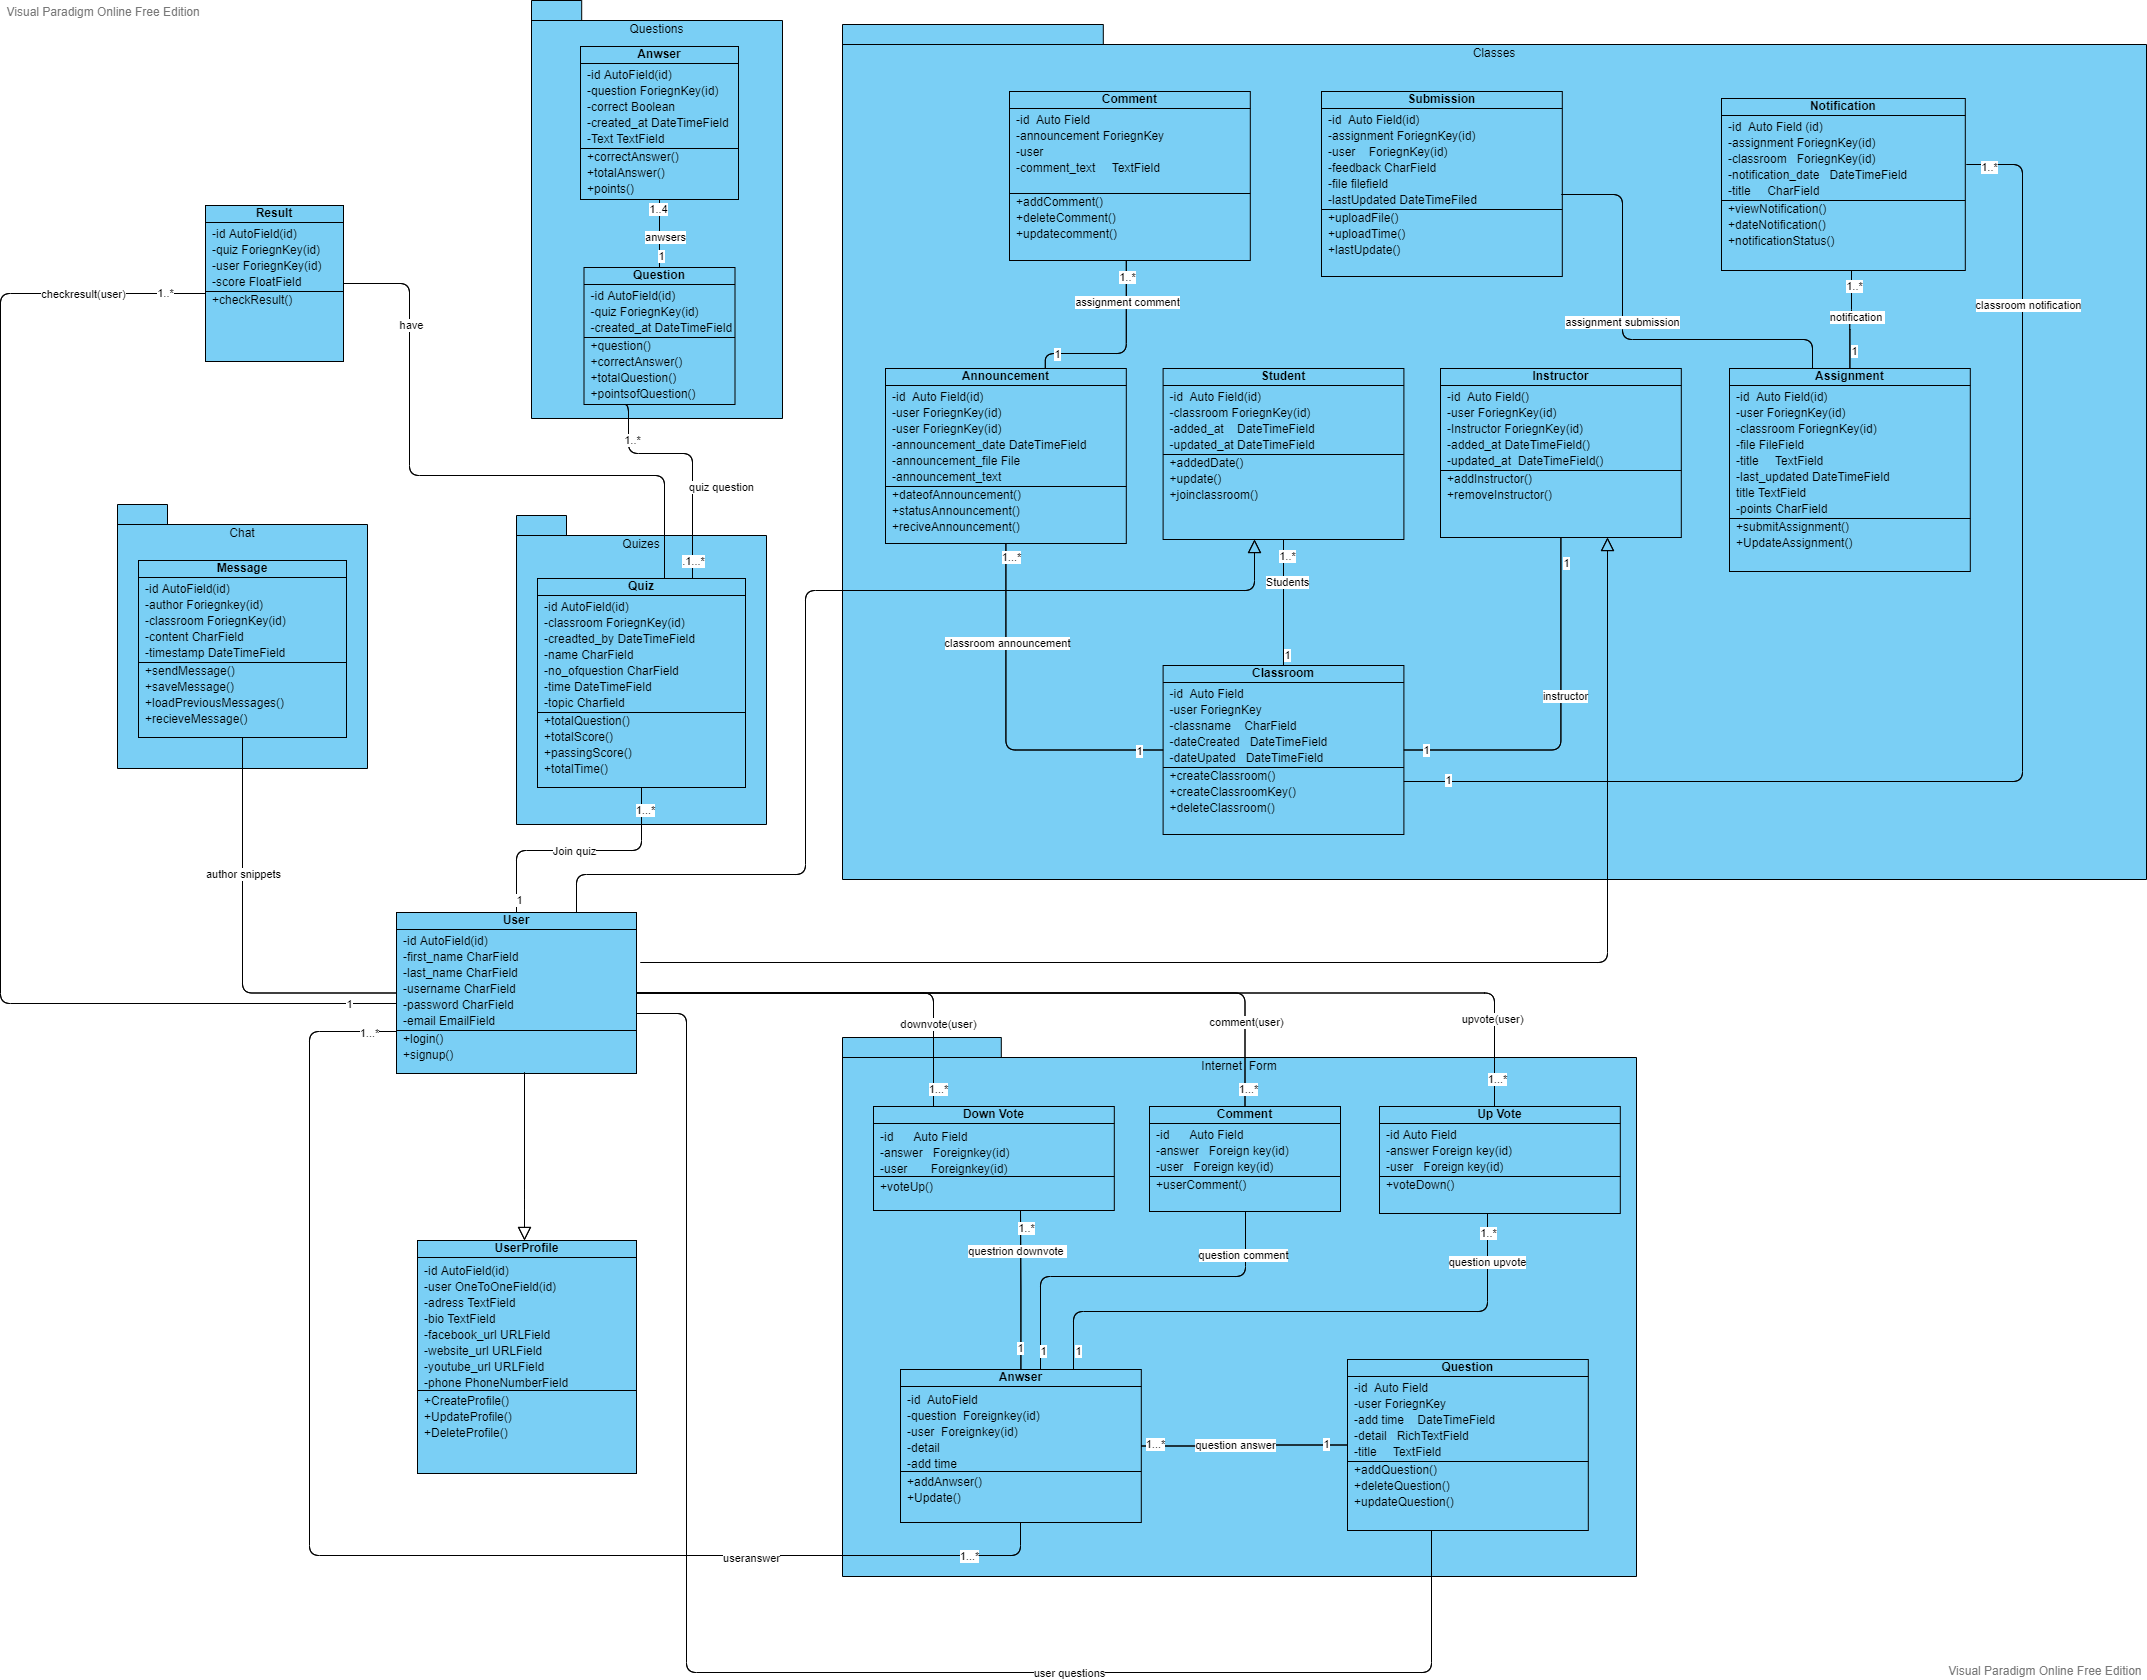 Visual Paradigm Online Free Edition
Questions
Anwser
-id AutoField(id)
-question ForiegnKey(id)
-correct Boolean
-created_at DateTimeField
-Text TextField
+correctAnswer()
+totalAnswer()
+points()
1..4
anwsers
1
Question
-id AutoField(id)
-quiz ForiegnKey(id)
-created_at DateTimeField
+question()
+correctAnswer()
+totalQuestion()
+pointsofQuestion()
1..*
quiz question
.1...*
Result
-id AutoField(id)
-quiz ForiegnKey(id)
-user ForiegnKey(id)
-score FloatField
+checkResult()
checkresult(user)
1..*
have
Chat
Message
-id AutoField(id)
-author Foriegnkey(id)
-classroom ForiegnKey(id)
-content CharField
-timestamp DateTimeField
+sendMessage()
+saveMessage()
+loadPreviousMessages()
+recieveMessage()
author snippets
Quizes
Quiz
-id AutoField(id)
-classroom ForiegnKey(id)
-creadted_by DateTimeField
-name CharField
-no_ofquestion CharField
-time DateTimeField
-topic Charfield
+totalQuestion()
+totalScore()
+passingScore()
+totalTime()
1...*
Join quiz
1
Classes
Comment
-id  Auto Field
-announcement ForiegnKey
-user
-comment_text     TextField
+addComment()
+deleteComment()
+updatecomment()
1..*
assignment comment
1
Submission
-id  Auto Field(id)
-assignment ForiegnKey(id)
-user    ForiegnKey(id)
-feedback CharField
-file filefield
-lastUpdated DateTimeFiled
+uploadFile()
+uploadTime()
+lastUpdate()
assignment submission
Notification
-id  Auto Field (id)
-assignment ForiegnKey(id)
-classroom   ForiegnKey(id)
-notification_date   DateTimeField
-title     CharField
+viewNotification()
+dateNotification()
+notificationStatus()
1..*
classroom notification
1..*
notification
1
Announcement
-id  Auto Field(id)
-user ForiegnKey(id)
-user ForiegnKey(id)
-announcement_date DateTimeField
-announcement_file File
-announcement_text
+dateofAnnouncement()
+statusAnnouncement()
+reciveAnnouncement()
1...*
classroom announcement
1
Student
-id  Auto Field(id)
-classroom ForiegnKey(id)
-added_at    DateTimeField
-updated_at DateTimeField
+addedDate()
+update()
+joinclassroom()
1..*
Students
1
Instructor
-id  Auto Field()
-user ForiegnKey(id)
-Instructor ForiegnKey(id)
-added_at DateTimeField()
-updated_at  DateTimeField()
+addInstructor()
+removeInstructor()
1
instructor
1
Assignment
-id  Auto Field(id)
-user ForiegnKey(id)
-classroom ForiegnKey(id)
-file FileField
-title     TextField
-last_updated DateTimeField
title TextField
-points CharField
+submitAssignment()
+UpdateAssignment()
Classroom
-id  Auto Field
-user ForiegnKey
-classname    CharField
-dateCreated   DateTimeField
-dateUpated   DateTimeField
+createClassroom()
+createClassroomKey()
+deleteClassroom()
1
User
-id AutoField(id)
-first_name CharField
-last_name CharField
-username CharField
-password CharField
-email EmailField
+login()
+signup()
1
1...*
UserProfile
-id AutoField(id)
-user OneToOneField(id)
-adress TextField
-bio TextField
-facebook_url URLField
-website_url URLField
-youtube_url URLField
-phone PhoneNumberField
+CreateProfile()
+UpdateProfile()
+DeleteProfile()
downvote(user)
comment(user)
upvote(user)
Internet  Form
1...*
1...*
1...*
Down Vote
-id      Auto Field
-answer   Foreignkey(id)
-user       Foreignkey(id)
+voteUp()
1..*
questrion downvote
1
Comment
-id      Auto Field
-answer   Foreign key(id)
-user   Foreign key(id)
+userComment()
question comment
1
Up Vote
-id Auto Field
-answer Foreign key(id)
-user   Foreign key(id)
+voteDown()
1..*
question upvote
1
Anwser
-id  AutoField
-question  Foreignkey(id)
-user  Foreignkey(id)
-detail
-add time
+addAnwser()
+Update()
1...*
question answer
1
Question
-id  Auto Field
-user ForiegnKey
-add time    DateTimeField
-detail   RichTextField
-title     TextField
+addQuestion()
+deleteQuestion()
+updateQuestion()
useranswer
1...*
user questions
Visual Paradigm Online Free Edition